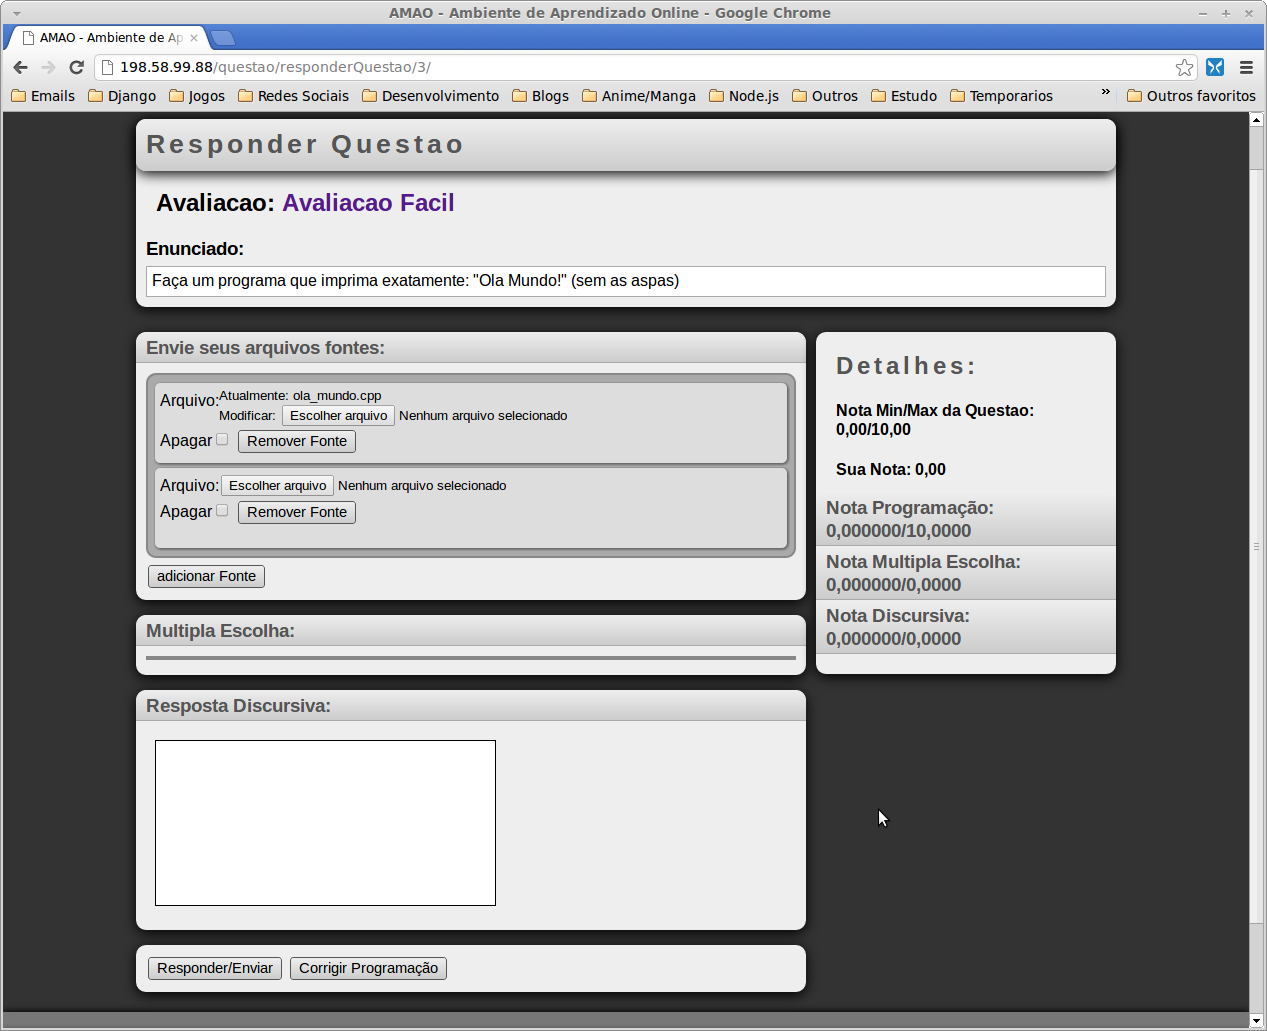 AMAO - Ambiente de Aprendizado Online - Google Chrome
AMAO - Ambiente de Ap
198.58.99.88/questao/responderQuestao/3/
Emails Django Jogos Redes Sociais Desenvolvimento Blogs Anime/Manga Node.js Outros Estudo Temporarios » Outros favoritos
Responder Questao
Avaliacao: Avaliacao Facil
Enunciado:
Faça um programa que imprima exatamente: "Ola Mundo!" (sem as aspas)
Envie seus arquivos fontes:
Arquivo: Atualmente: ola_mundo.cpp
Modificar: Escolher arquivo Nenhum arquivo selecionado
Apagar Remover Fonte
Arquivo: Escolher arquivo Nenhum arquivo selecionado
Apagar Remover Fonte
adicionar Fonte
Multipla Escolha:
Resposta Discursiva:
Responder/Enviar Corrigir Programação
Detalhes:
Nota Min/Max da Questao:
0,00/10,00
Sua Nota: 0,00
Nota Programação:
0,000000/10,0000
Nota Multipla Escolha:
0,000000/0,0000
Nota Discursiva:
0,000000/0,0000